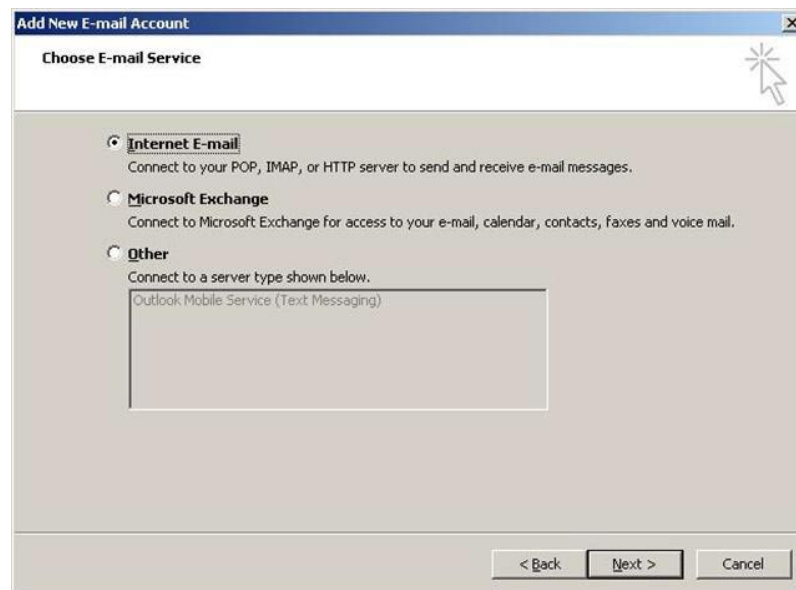 Add New E-mail Account
Choose E-mail Service
Internet E-mail
Connect to your POP, IMAP, or HTTP server to send and receive e-mail messages.
Microsoft Exchange
Connect to Microsoft Exchange for access to your e-mail, calendar, contacts, faxes and voice mail.
Other
Connect to a server type shown below.
Outlook Mobile Service (Text Messaging)
< Back Next > Cancel